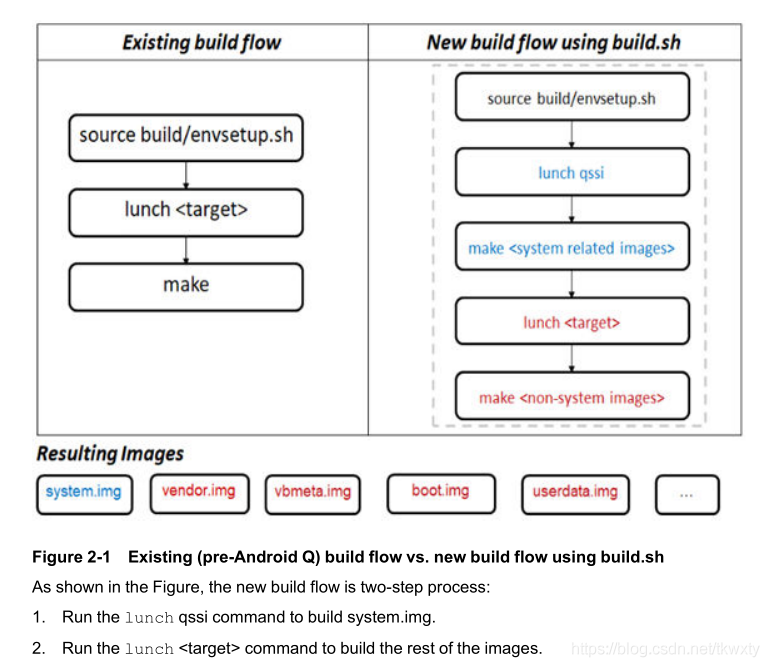 Existing build flow
New build flow using build.sh
source build/envsetup.sh
lunch <target>
make
source build/envsetup.sh
lunch qssi
make <system related images>
lunch <target>
make <non-system images>
Resulting Images
system.img
vendor.img
vbmeta.img
boot.img
userdata.img
...
Figure 2-1 Existing (pre-Android Q) build flow vs. new build flow using build.sh
As shown in the Figure, the new build flow is two-step process:
1. Run the lunch qssi command to build system.img.
2. Run the lunch <target> command to build the rest of the images.
https://blog.csdn.net/tkwxty